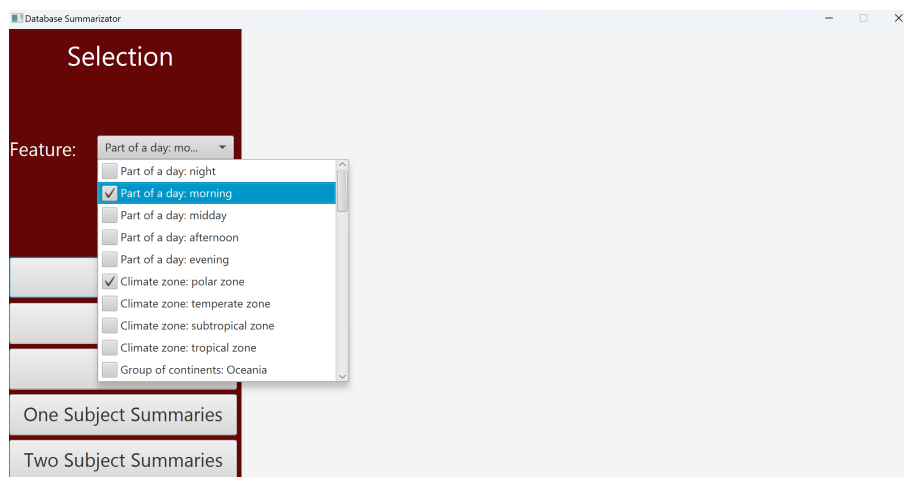 Database Summarizator
Selection
Feature:
Part of a day: mo...
Part of a day: night
Part of a day: morning
Part of a day: midday
Part of a day: afternoon
Part of a day: evening
Climate zone: polar zone
Climate zone: temperate zone
Climate zone: subtropical zone
Climate zone: tropical zone
Group of continents: Oceania
One Subject Summaries
Two Subject Summaries